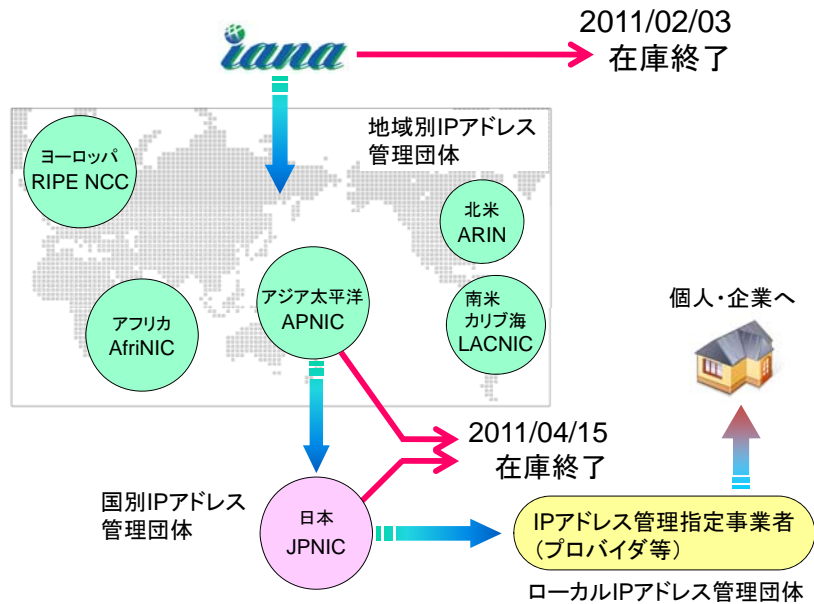 iana
2011/02/03
在庫終了
地域別IPアドレス
管理団体
ヨーロッパ
RIPE NCC
北米
ARIN
アジア太平洋
APNIC
南米
カリブ海
LACNIC
アフリカ
AfriNIC
個人・企業へ
2011/04/15
在庫終了
国別IPアドレス
管理団体
日本
JPNIC
IPアドレス管理指定事業者
(プロバイダ等)
ローカルIPアドレス管理団体